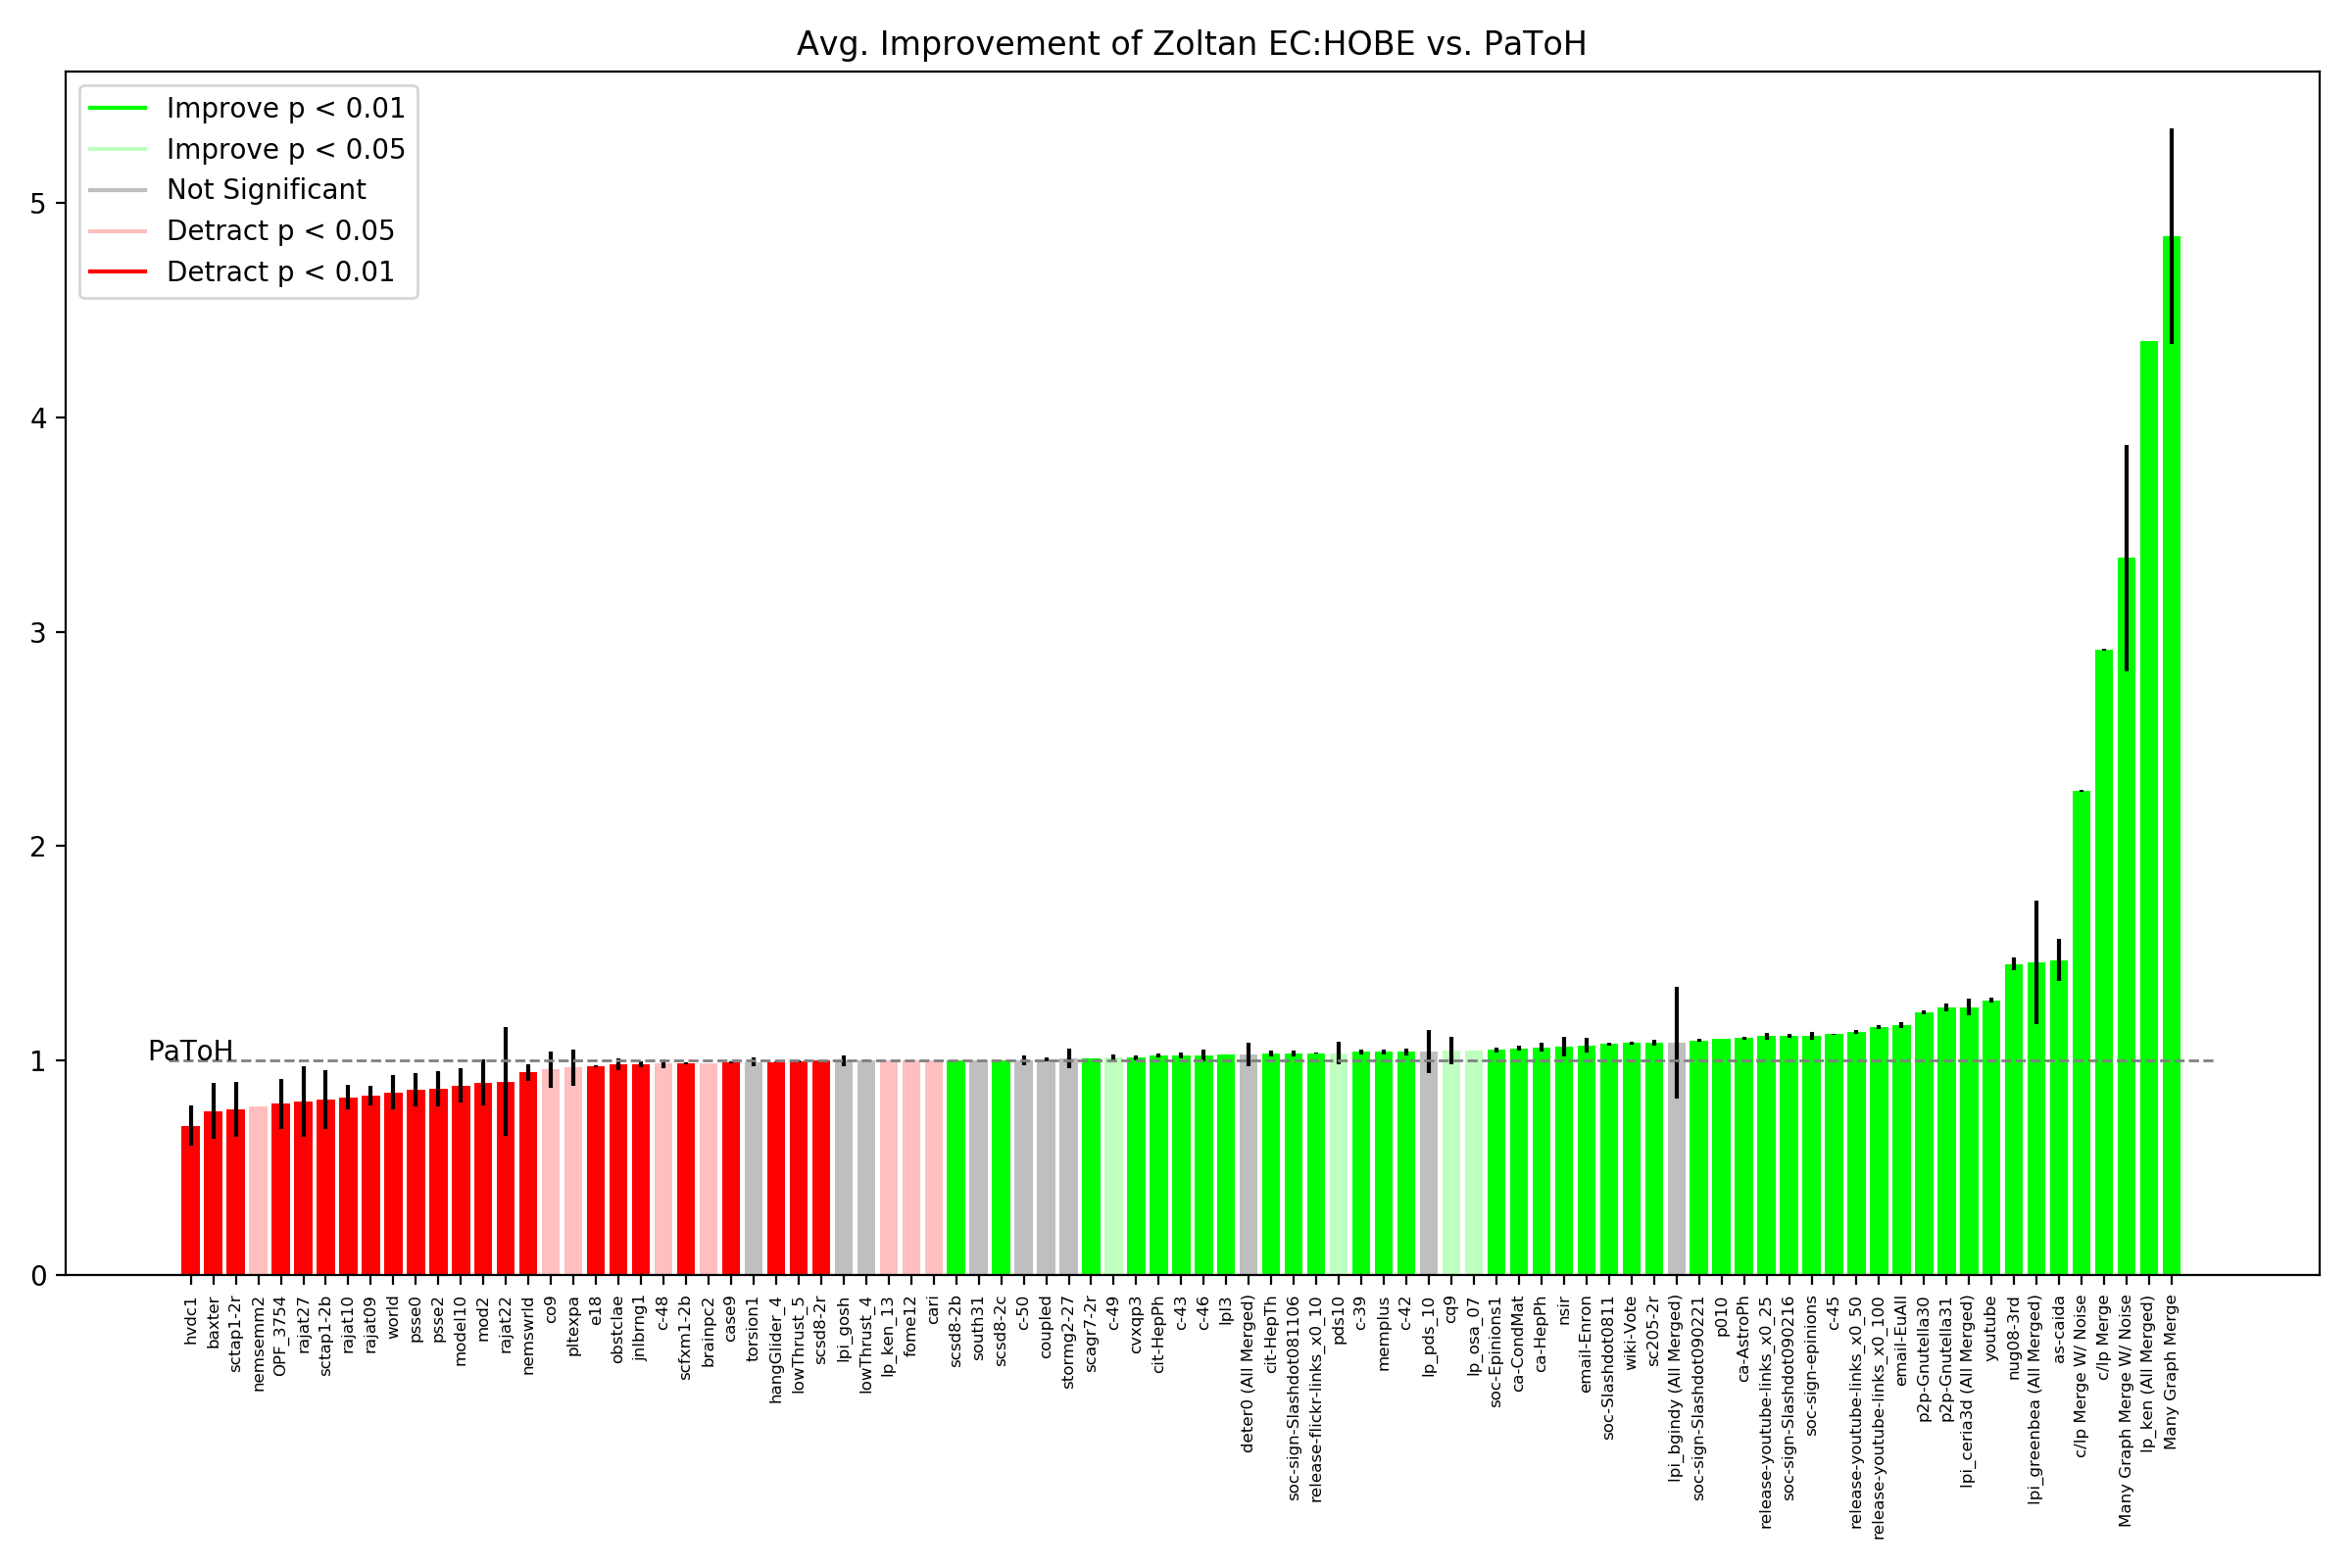 Avg. Improvement of Zoltan EC:HOBE vs. PaToH
Improve p < 0.01
Improve p < 0.05
Not Significant
Detract p < 0.05
Detract p < 0.01
5
4
3
2
1
0
PaToH
hvdc1
baxter
sctap1-2r
nemsemm2
OPF_3754
rajat27
sctap1-2b
rajat10
rajat09
world
psse0
psse2
model10
mod2
rajat22
nemswrld
co9
pltexpa
e18
obstclae
jnlbrng1
c-48
scfxm1-2b
brainpc2
case9
torsion1
hangGlider_4
lowThrust_5
scsd8-2r
lpi_gosh
lowThrust_4
lp_ken_13
fome12
cari
scsd8-2b
south31
scsd8-2c
c-50
coupled
stormg2-27
scagr7-2r
c-49
cvxqp3
cit-HepPh
c-43
c-46
lpl3
deter0 (All Merged)
cit-HepTh
soc-sign-Slashdot081106
release-flickr-links_x0_10
pds10
c-39
memplus
c-42
lp_pds_10
cq9
lp_osa_07
soc-Epinions1
ca-CondMat
ca-HepPh
nsir
email-Enron
soc-Slashdot0811
wiki-Vote
sc205-2r
lpi_bgindy (All Merged)
soc-sign-Slashdot090221
p010
ca-AstroPh
release-youtube-links_x0_25
soc-sign-Slashdot090216
soc-sign-epinions
c-45
release-youtube-links_x0_50
release-youtube-links_x0_100
email-EuAll
p2p-Gnutella30
p2p-Gnutella31
lpi_ceria3d (All Merged)
youtube
nug08-3rd
lpi_greenbea (All Merged)
as-caida
c/lp Merge W/ Noise
c/lp Merge
Many Graph Merge W/ Noise
lp_ken (All Merged)
Many Graph Merge